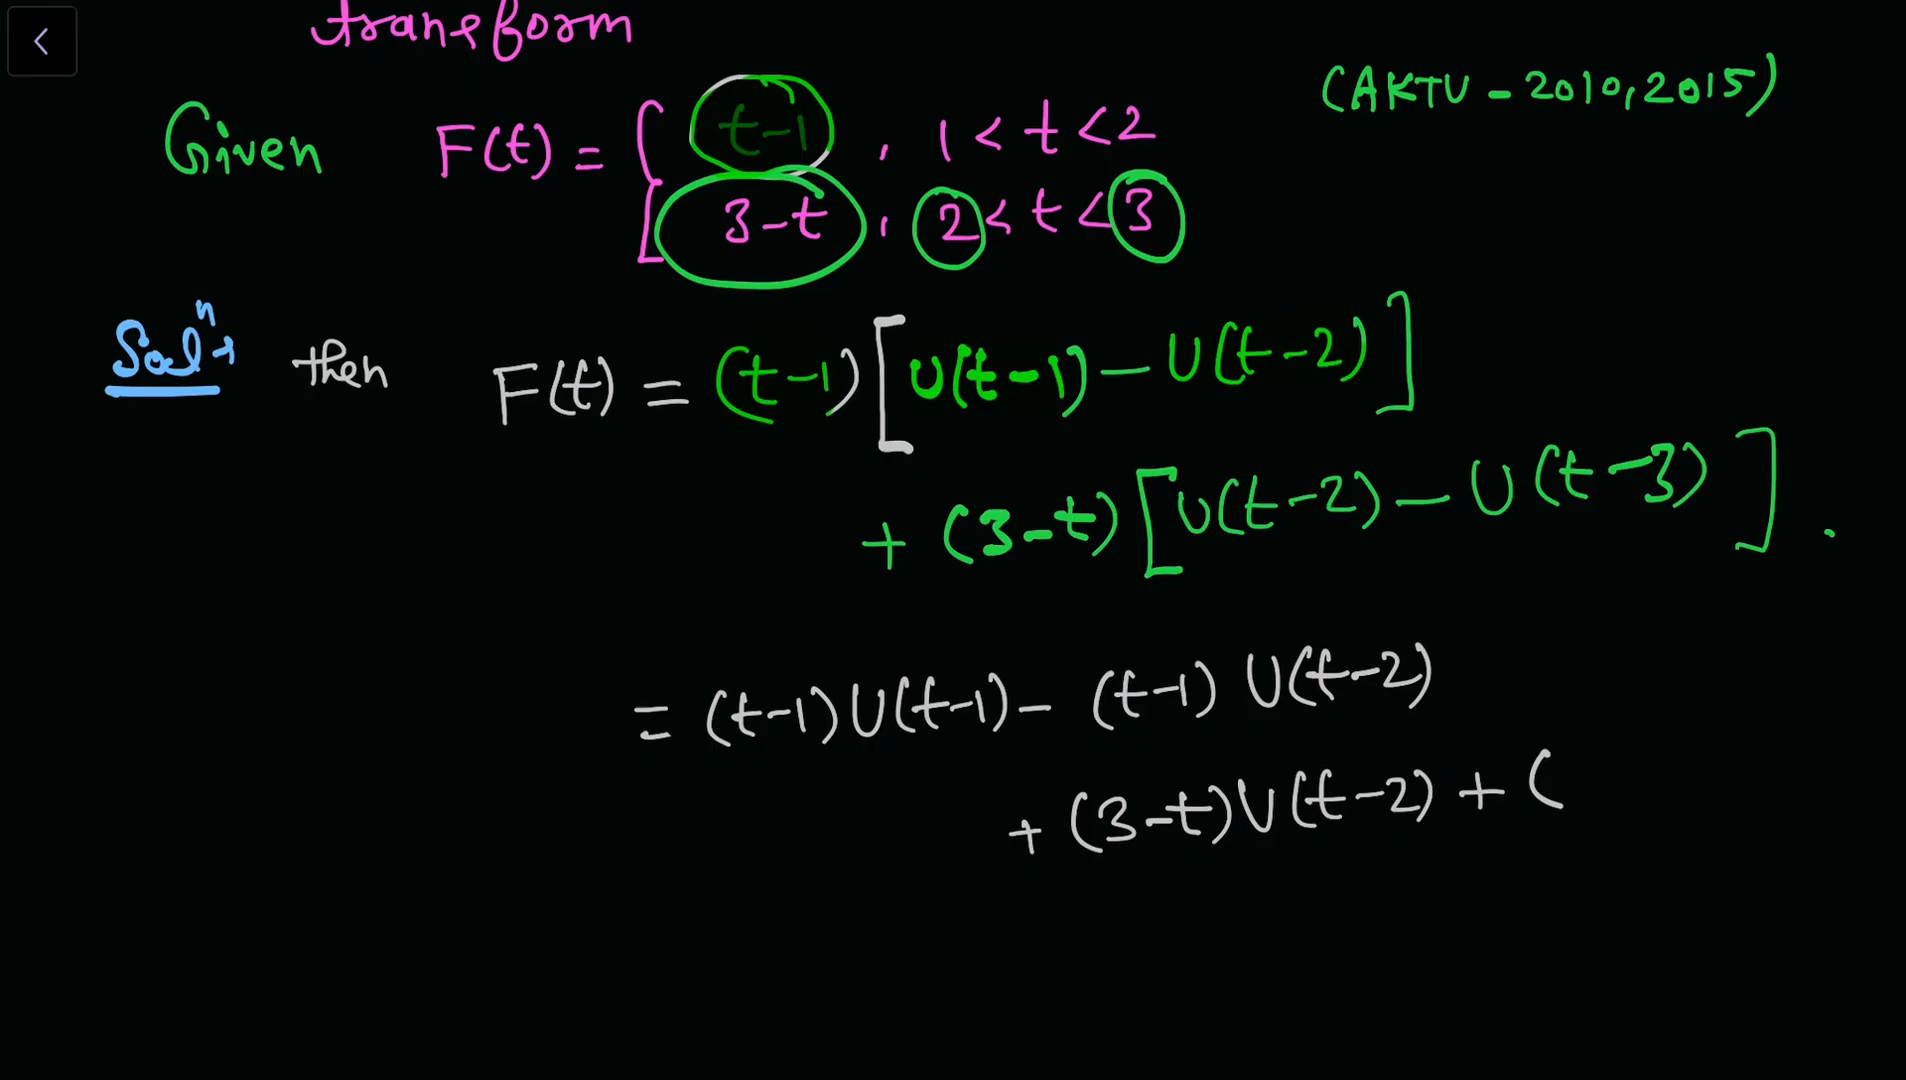 transform
(AKTU - 2010, 2015)
Given F(t) = { t-1 , 1 < t < 2
3-t , 2 < t < 3
Solⁿ: then F(t) = (t-1) [U(t-1) - U(t-2)]
+ (3-t) [U(t-2) - U(t-3)].
= (t-1) U(t-1) - (t-1) U(t-2)
+ (3-t) U(t-2) + (